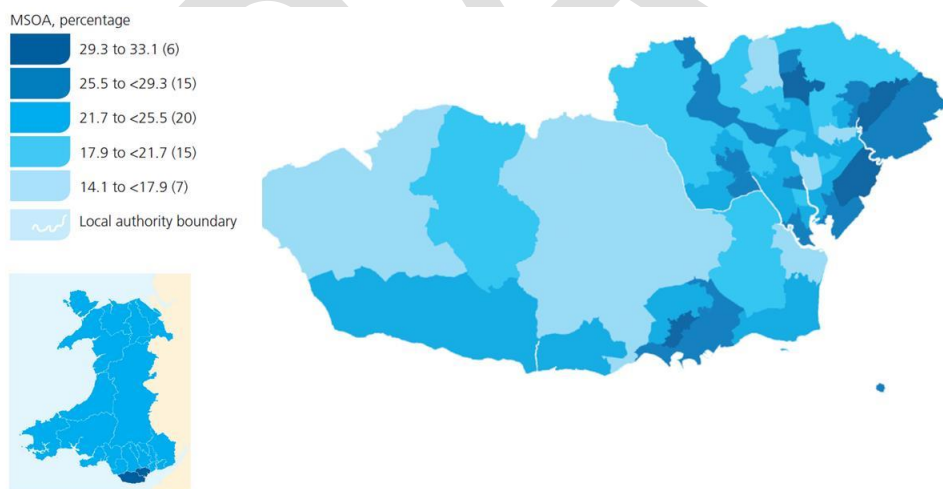 MSOA, percentage
29.3 to 33.1 (6)
25.5 to <29.3 (15)
21.7 to <25.5 (20)
17.9 to <21.7 (15)
14.1 to <17.9 (7)
Local authority boundary